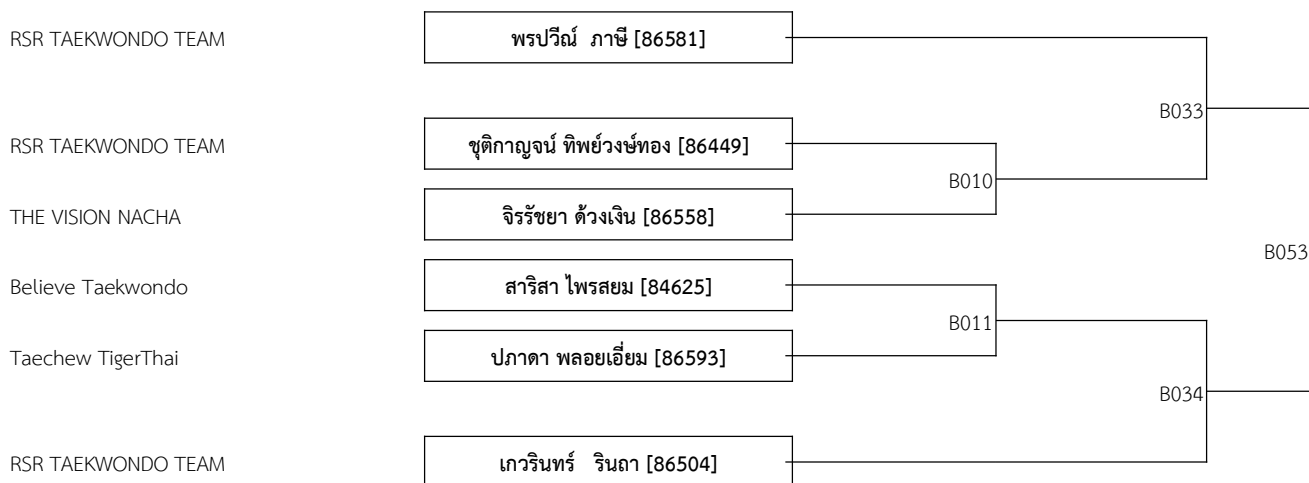 RSR TAEKWONDO TEAM พรปวีณ์ ภาษี [86581]
B033
RSR TAEKWONDO TEAM ชุติกาญจน์ ทิพย์วงษ์ทอง [86449]
B010
THE VISION NACHA จิรรัชยา ด้วงเงิน [86558]
B053
Believe Taekwondo สาริสา ไพรสยม [84625]
B011
Taechew TigerThai ปภาดา พลอยเอี่ยม [86593]
B034
RSR TAEKWONDO TEAM เกวรินทร์ รินถา [86504]